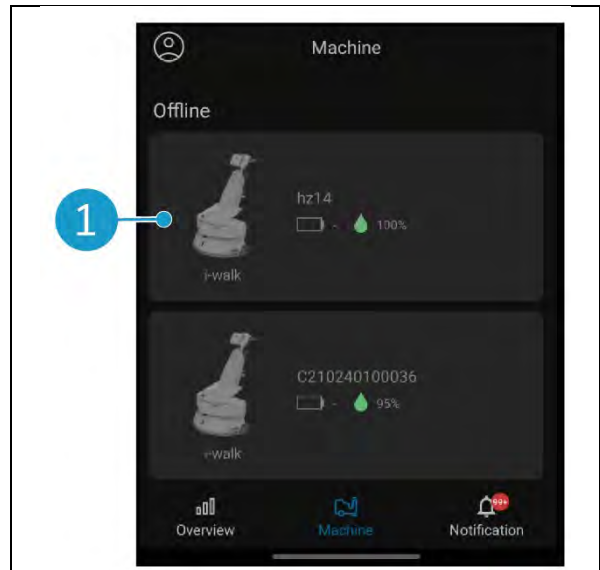 Machine
Offline
1
hz14
- 100%
i-walk
C210240100036
- 95%
i-walk
99+
Overview Machine Notification